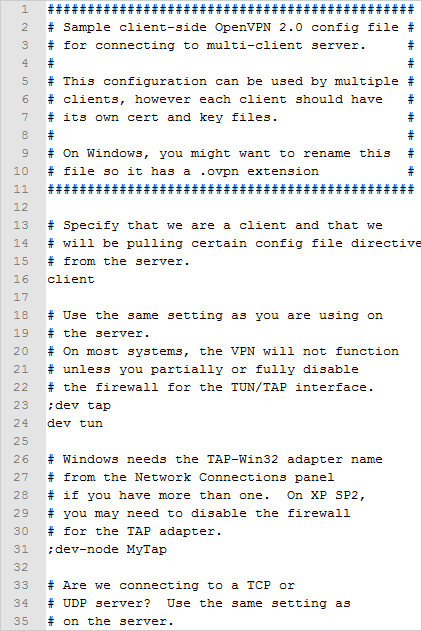 1 ##############################################
2 # Sample client-side OpenVPN 2.0 config file #
3 # for connecting to multi-client server.     #
4 #                                            #
5 # This configuration can be used by multiple #
6 # clients, however each client should have   #
7 # its own cert and key files.                #
8 #                                            #
9 # On Windows, you might want to rename this  #
10 # file so it has a .ovpn extension           #
11 ##############################################
12
13 # Specify that we are a client and that we
14 # will be pulling certain config file directive
15 # from the server.
16 client
17
18 # Use the same setting as you are using on
19 # the server.
20 # On most systems, the VPN will not function
21 # unless you partially or fully disable
22 # the firewall for the TUN/TAP interface.
23 ;dev tap
24 dev tun
25
26 # Windows needs the TAP-Win32 adapter name
27 # from the Network Connections panel
28 # if you have more than one.  On XP SP2,
29 # you may need to disable the firewall
30 # for the TAP adapter.
31 ;dev-node MyTap
32
33 # Are we connecting to a TCP or
34 # UDP server?  Use the same setting as
35 # on the server.